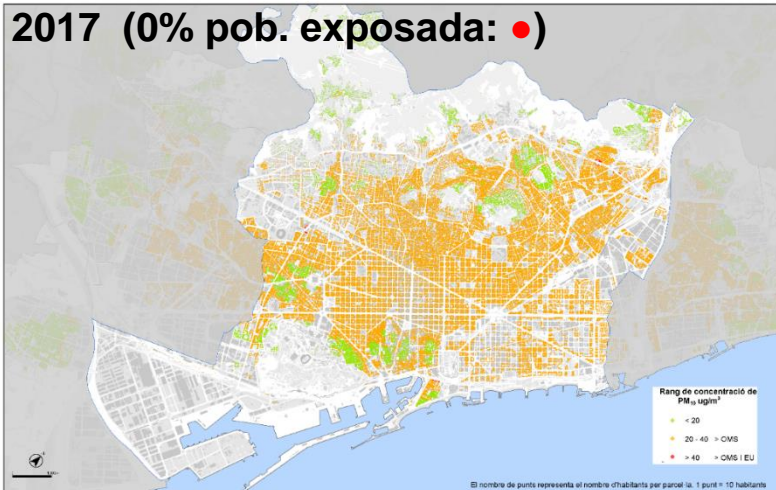 2017 (0% pob. exposada: ●)
Rang de concentració de
PM₁₀ ug/m³
< 20
20 - 40 > OMS
> 40 > OMS I EU
El nombre de punts representa el nombre d'habitants per parcel·la. 1 punt = 10 habitants